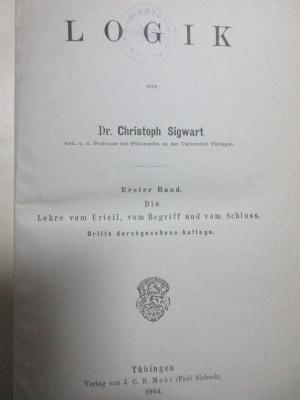 LOGIK
von
Dr. Christoph Sigwart
weil. o. ö. Professor der Philosophie an der Universität Tübingen.
Erster Band.
Die
Lehre vom Urteil, vom Begriff und vom Schluss.
Dritte durchgesehene Auflage.
Tübingen
Verlag von J. C. B. Mohr (Paul Siebeck)
1904.